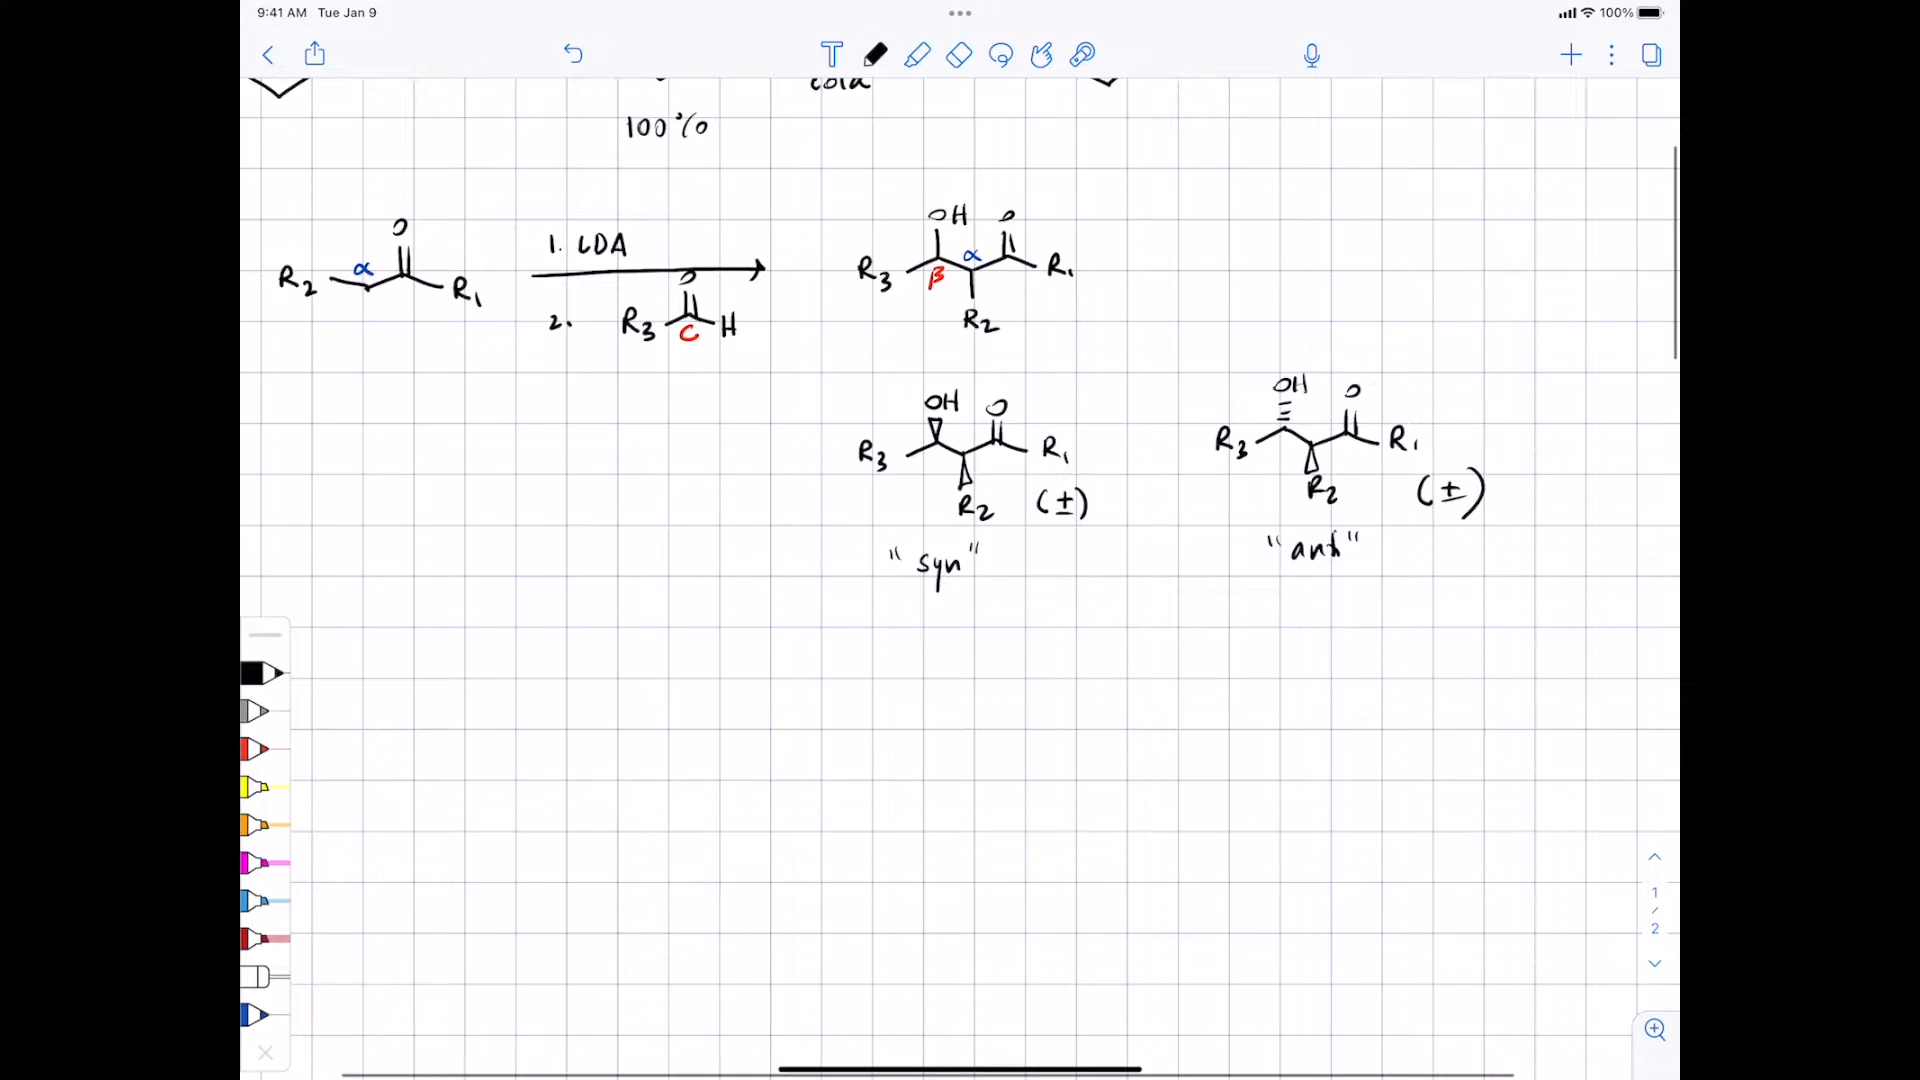 9:41 AM Tue Jan 9
100%
T
cold
100%
O
R2 α R1
1. LDA
2. R3 O C H
OH O
R3 β α R1
R2
OH O
R3 R1
R2 (±)
"syn"
OH O
R3 R1
R2 (±)
"anti"
1
/
2